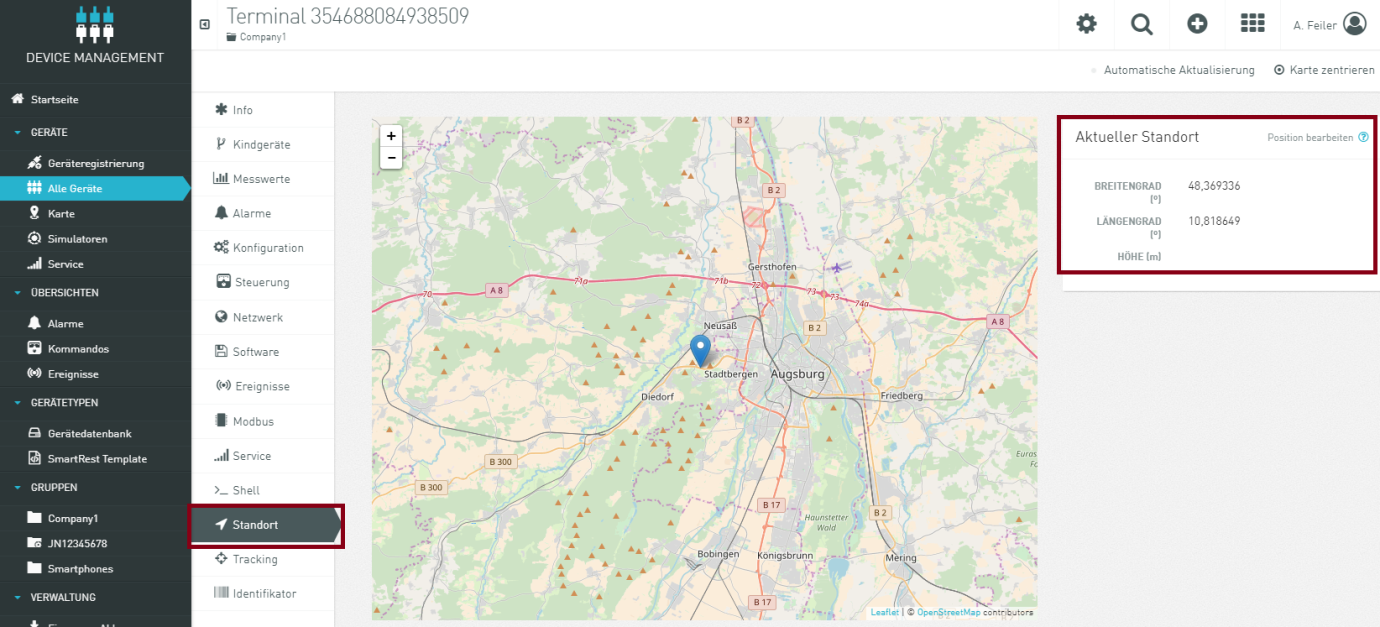 DEVICE MANAGEMENT
Startseite
GERÄTE
Geräteregistrierung
Alle Geräte
Karte
Simulatoren
Service
ÜBERSICHTEN
Alarme
Kommandos
Ereignisse
GERÄTETYPEN
Gerätedatenbank
SmartRest Template
GRUPPEN
Company1
JN12345678
Smartphones
VERWALTUNG
Terminal 354688084938509
Company1
A. Feiler
Automatische Aktualisierung
Karte zentrieren
Info
Kindgeräte
Messwerte
Alarme
Konfiguration
Steuerung
Netzwerk
Software
Ereignisse
Modbus
Service
Shell
Standort
Tracking
Identifikator
+
-
B 2
B 2
Gersthofen
70
A 8
71a
71b
72
73
73
74a
A 8
Neusäß
B 2
Stadtbergen
Augsburg
Diedorf
Friedberg
B 300
B 300
Euras
B 17
Haunstetter
Wald
B 2
Bobingen
Königsbrunn
Mering
B 17
Leaflet | © OpenStreetMap contributors
Aktueller Standort
Position bearbeiten ?
BREITENGRAD
(°)
48,369336
LÄNGENGRAD
(°)
10,818649
HÖHE (m)